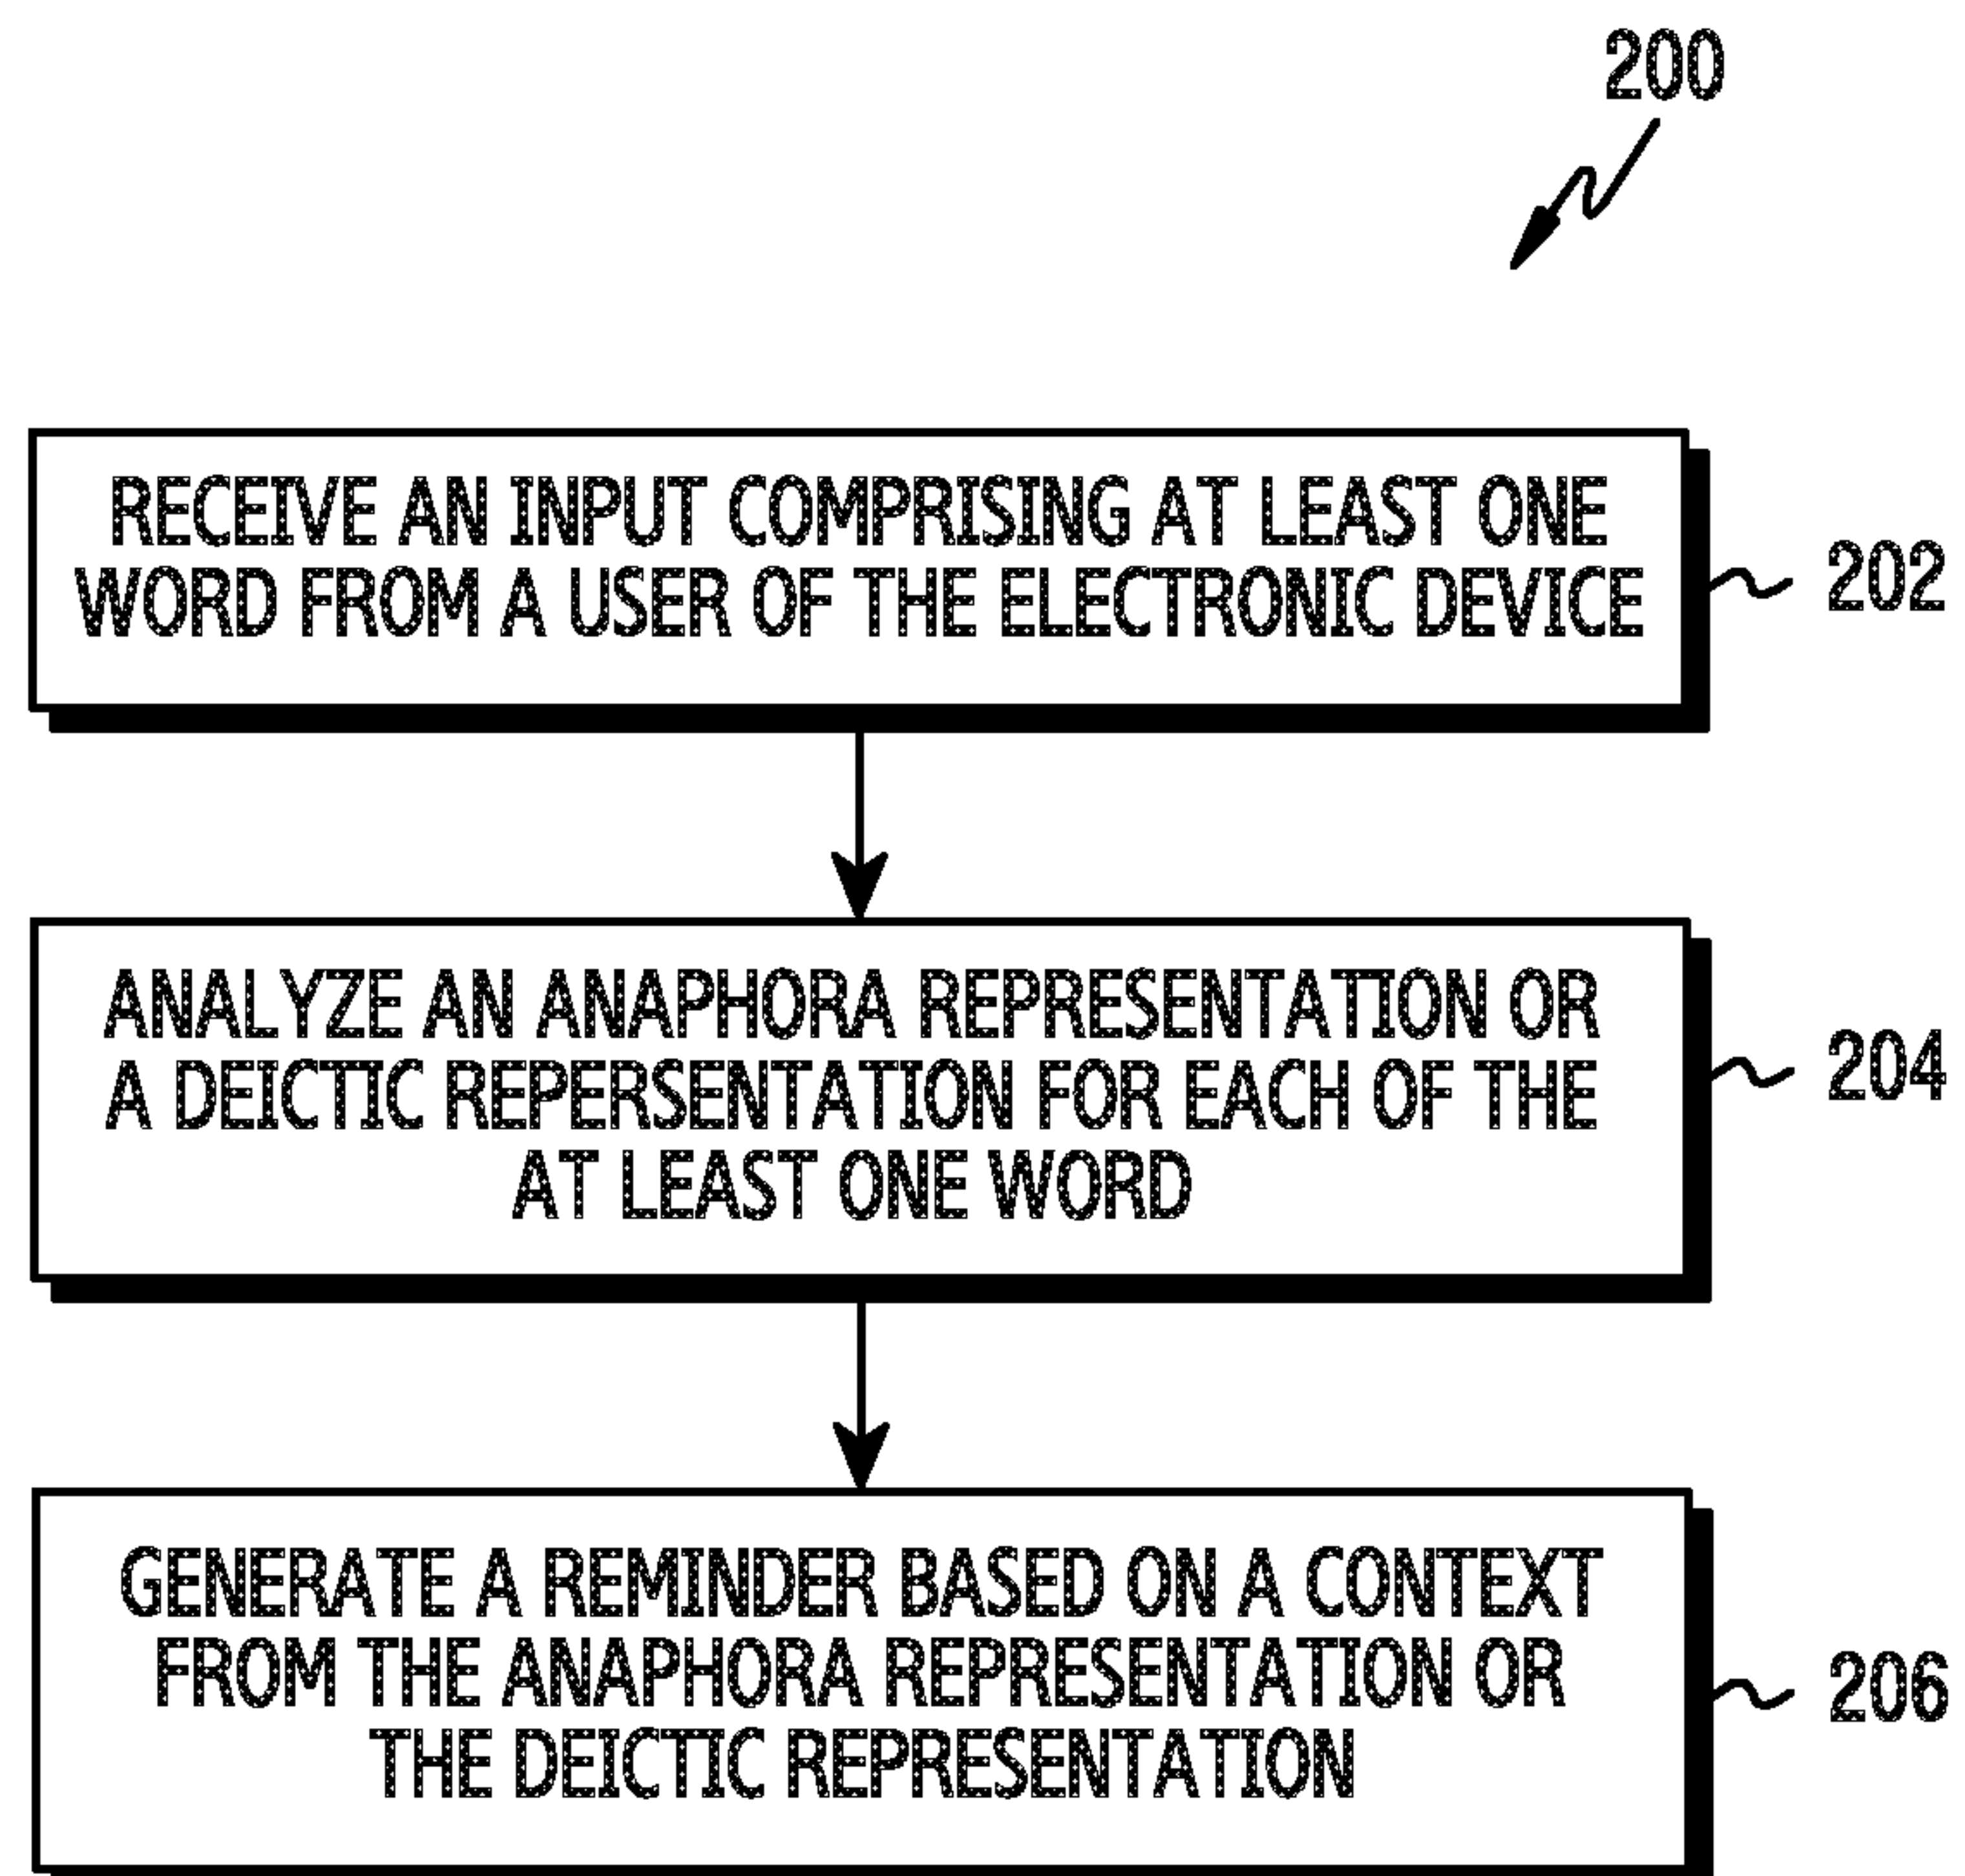 200
RECEIVE AN INPUT COMPRISING AT LEAST ONE
WORD FROM A USER OF THE ELECTRONIC DEVICE
202
ANALYZE AN ANAPHORA REPRESENTATION OR
A DEICTIC REPERSENTATION FOR EACH OF THE
AT LEAST ONE WORD
204
GENERATE A REMINDER BASED ON A CONTEXT
FROM THE ANAPHORA REPRESENTATION OR
THE DEICTIC REPRESENTATION
206